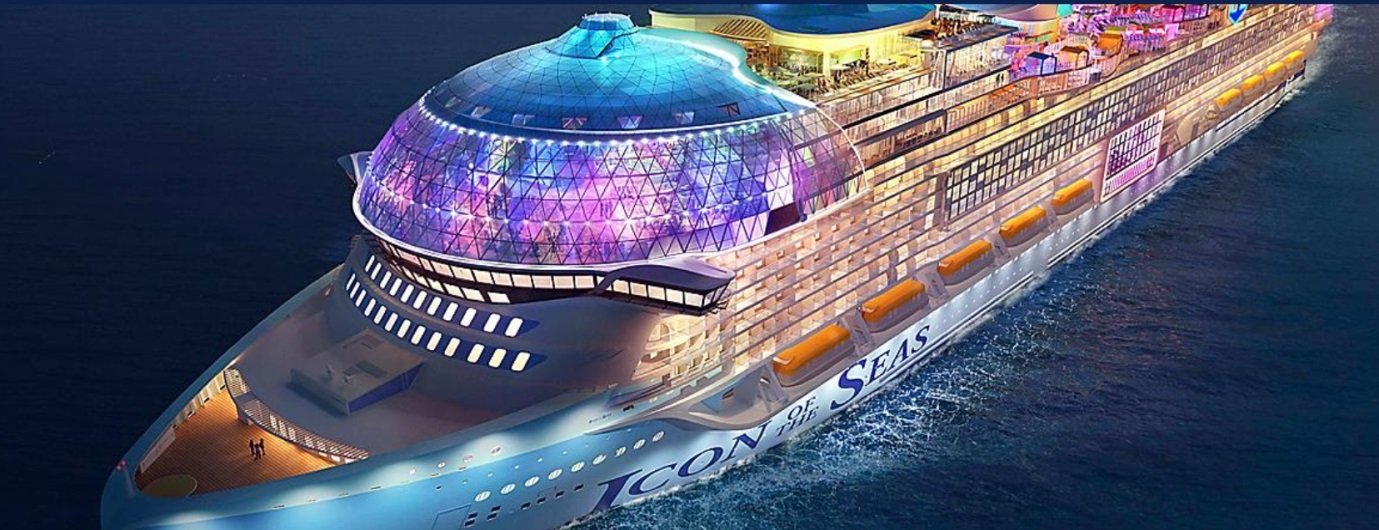 ICON OF THE SEAS